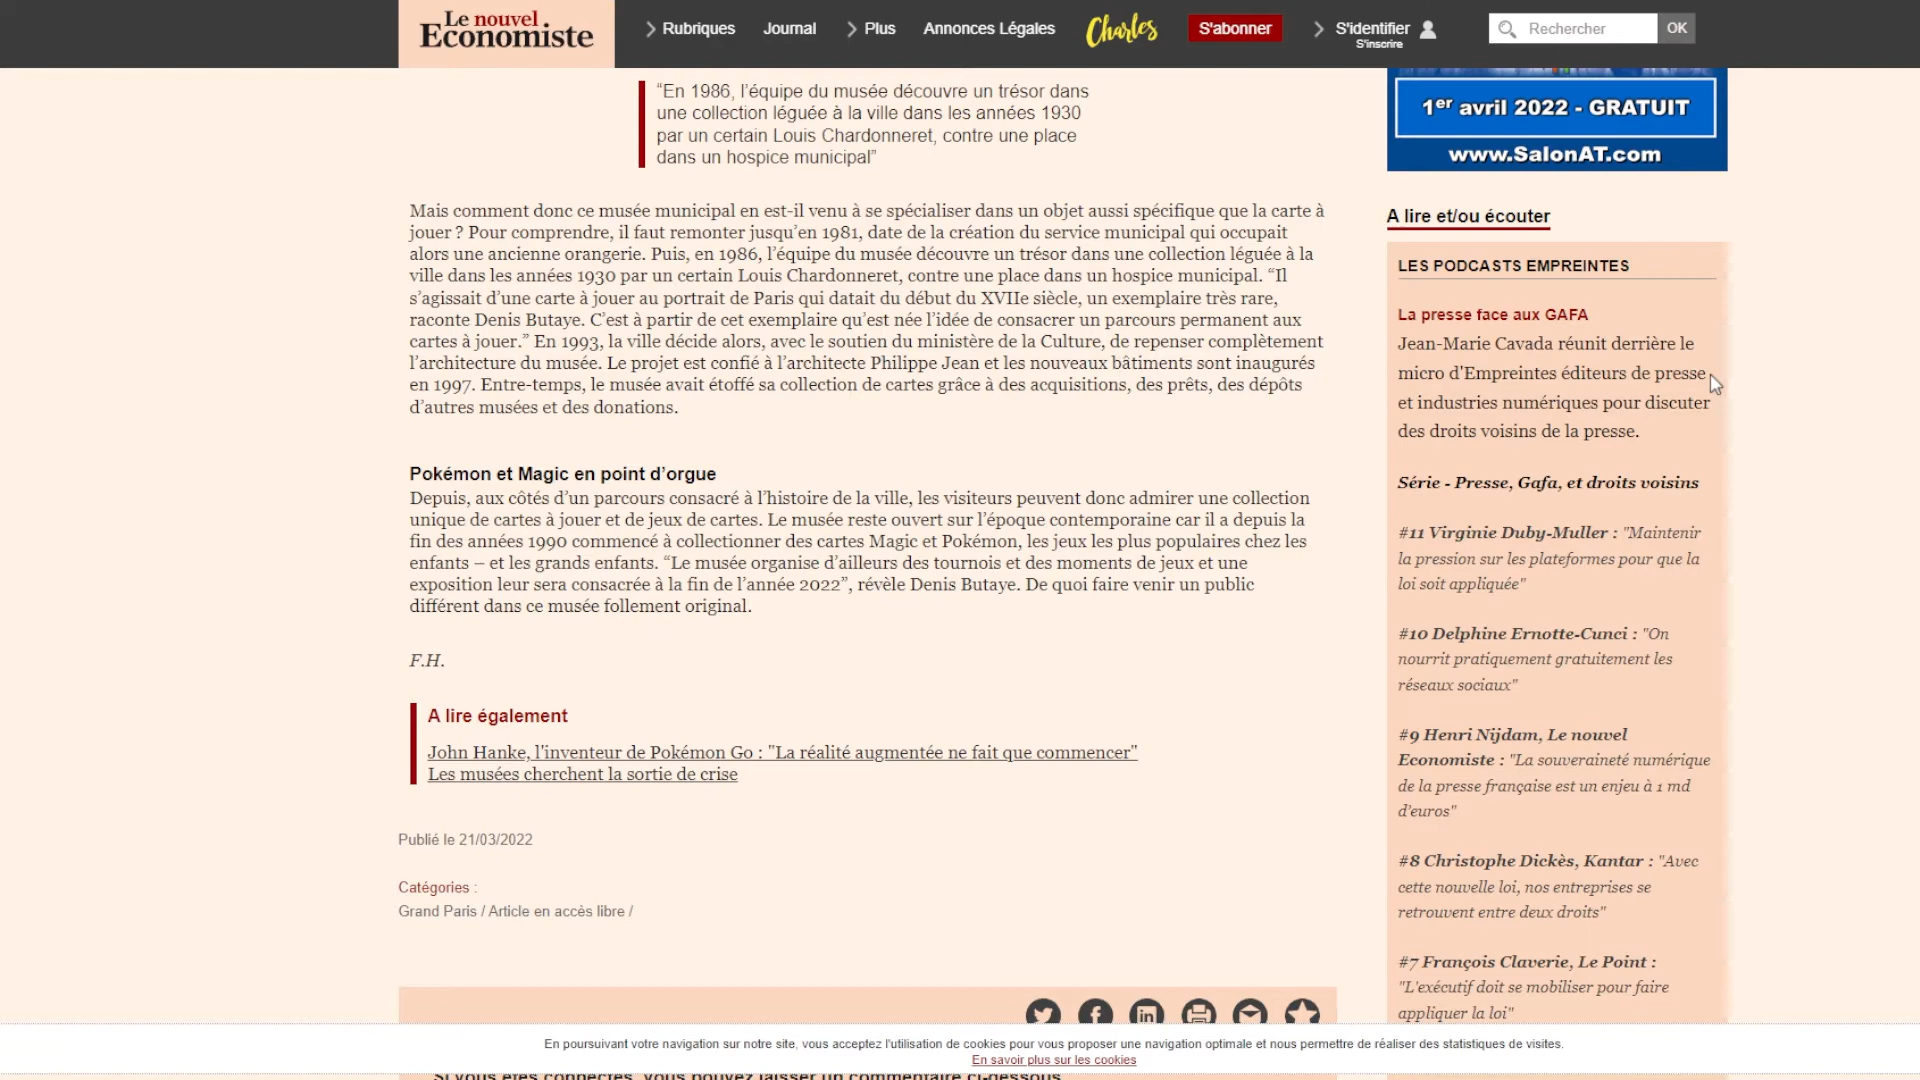 Le nouvel
Economiste
Rubriques
Journal
Plus
Annonces Légales
Charles
S'abonner
S'identifier
S'inscrire
Rechercher
OK
“En 1986, l’équipe du musée découvre un trésor dans
une collection léguée à la ville dans les années 1930
par un certain Louis Chardonneret, contre une place
dans un hospice municipal”
Mais comment donc ce musée municipal en est-il venu à se spécialiser dans un objet aussi spécifique que la carte à
jouer ? Pour comprendre, il faut remonter jusqu’en 1981, date de la création du service municipal qui occupait
alors une ancienne orangerie. Puis, en 1986, l’équipe du musée découvre un trésor dans une collection léguée à la
ville dans les années 1930 par un certain Louis Chardonneret, contre une place dans un hospice municipal. “Il
s’agissait d’une carte à jouer au portrait de Paris qui datait du début du XVIIe siècle, un exemplaire très rare,
raconte Denis Butaye. C’est à partir de cet exemplaire qu’est née l’idée de consacrer un parcours permanent aux
cartes à jouer.” En 1993, la ville décide alors, avec le soutien du ministère de la Culture, de repenser complètement
l’architecture du musée. Le projet est confié à l’architecte Philippe Jean et les nouveaux bâtiments sont inaugurés
en 1997. Entre-temps, le musée avait étoffé sa collection de cartes grâce à des acquisitions, des prêts, des dépôts
d’autres musées et des donations.
Pokémon et Magic en point d’orgue
Depuis, aux côtés d’un parcours consacré à l’histoire de la ville, les visiteurs peuvent donc admirer une collection
unique de cartes à jouer et de jeux de cartes. Le musée reste ouvert sur l’époque contemporaine car il a depuis la
fin des années 1990 commencé à collectionner des cartes Magic et Pokémon, les jeux les plus populaires chez les
enfants – et les grands enfants. “Le musée organise d’ailleurs des tournois et des moments de jeux et une
exposition leur sera consacrée à la fin de l’année 2022”, révèle Denis Butaye. De quoi faire venir un public
différent dans ce musée follement original.
F.H.
A lire également
John Hanke, l'inventeur de Pokémon Go : "La réalité augmentée ne fait que commencer"
Les musées cherchent la sortie de crise
Publié le 21/03/2022
Catégories :
Grand Paris / Article en accès libre /
1er avril 2022 - GRATUIT
www.SalonAT.com
A lire et/ou écouter
LES PODCASTS EMPREINTES
La presse face aux GAFA
Jean-Marie Cavada réunit derrière le
micro d'Empreintes éditeurs de presse
et industries numériques pour discuter
des droits voisins de la presse.
Série - Presse, Gafa, et droits voisins
#11 Virginie Duby-Muller : "Maintenir
la pression sur les plateformes pour que la
loi soit appliquée"
#10 Delphine Ernotte-Cunci : "On
nourrit pratiquement gratuitement les
réseaux sociaux"
#9 Henri Nijdam, Le nouvel
Economiste : "La souveraineté numérique
de la presse française est un enjeu à 1 md
d’euros"
#8 Christophe Dickès, Kantar : "Avec
cette nouvelle loi, nos entreprises se
retrouvent entre deux droits"
#7 François Claverie, Le Point :
"L'exécutif doit se mobiliser pour faire
appliquer la loi"
En poursuivant votre navigation sur notre site, vous acceptez l'utilisation de cookies pour vous proposer une navigation optimale et nous permettre de réaliser des statistiques de visites.
En savoir plus sur les cookies
Si vous êtes connectés, vous pouvez laisser un commentaire ci-dessous